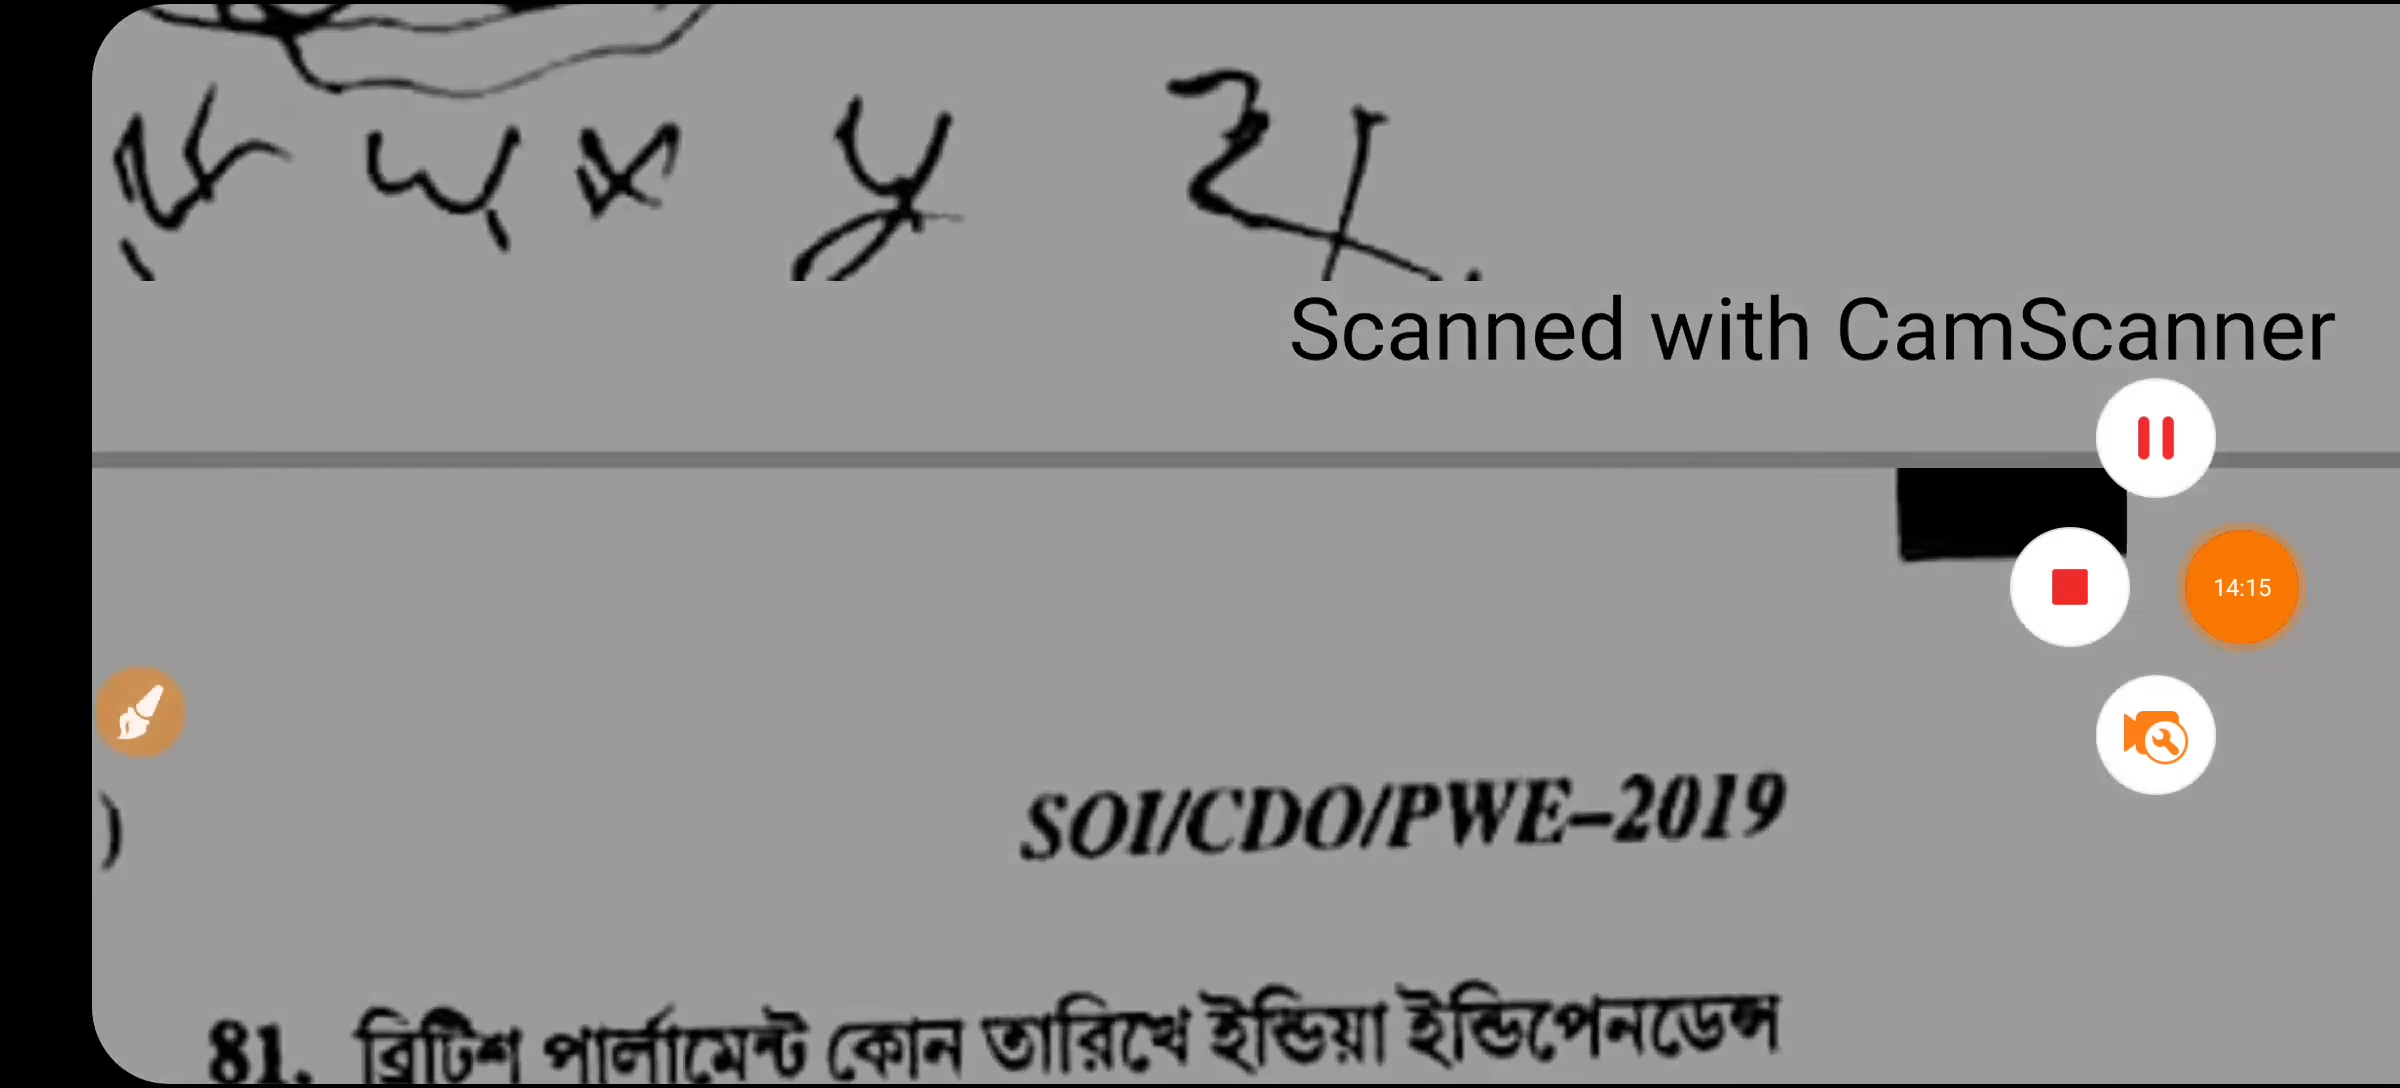 Scanned with CamScanner
14:15
)
SOI/CDO/PWE–2019
81. ব্রিটিশ পার্লামেন্ট কোন তারিখে ইন্ডিয়া ইন্ডিপেনডেন্স